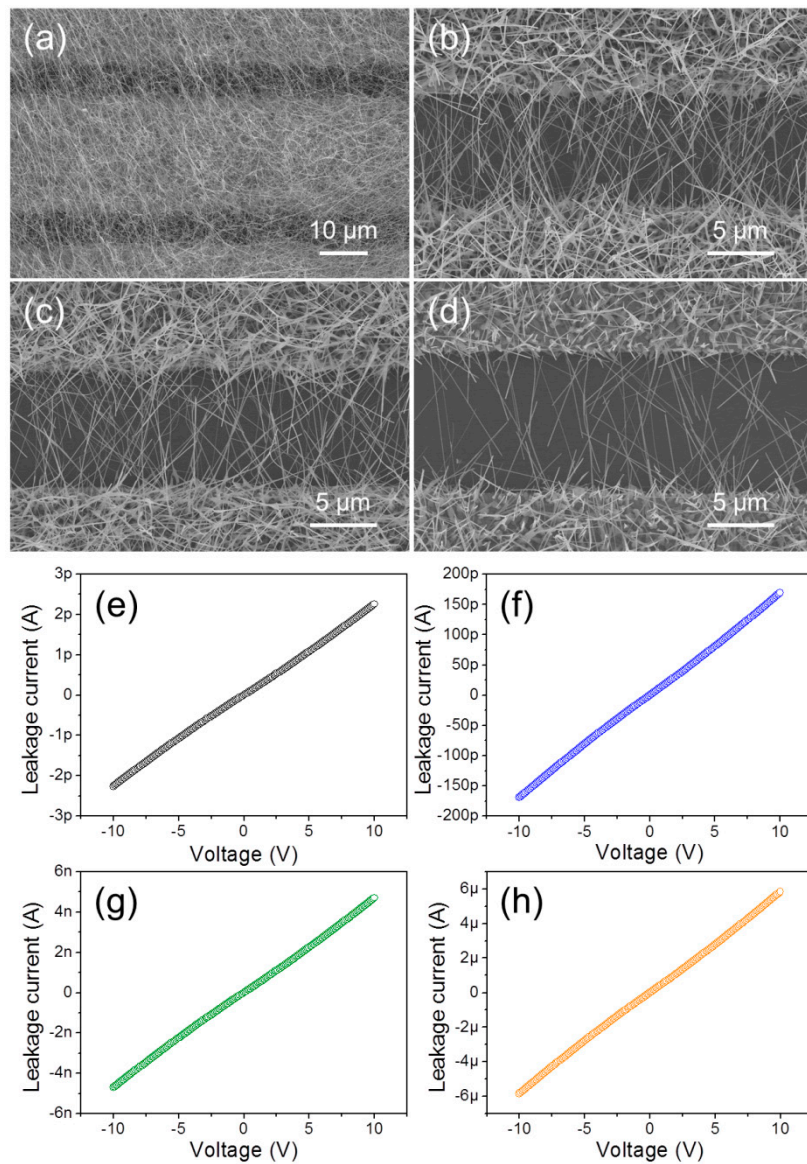 (a)
10 µm
(b)
5 µm
(c)
5 µm
(d)
5 µm
(e)
Leakage current (A)
3p
2p
1p
0
-1p
-2p
-3p
-10 -5 0 5 10
Voltage (V)
(f)
Leakage current (A)
200p
150p
100p
50p
0
-50p
-100p
-150p
-200p
-10 -5 0 5 10
Voltage (V)
(g)
Leakage current (A)
6n
4n
2n
0
-2n
-4n
-6n
-10 -5 0 5 10
Voltage (V)
(h)
Leakage current (A)
6µ
4µ
2µ
0
-2µ
-4µ
-6µ
-10 -5 0 5 10
Voltage (V)